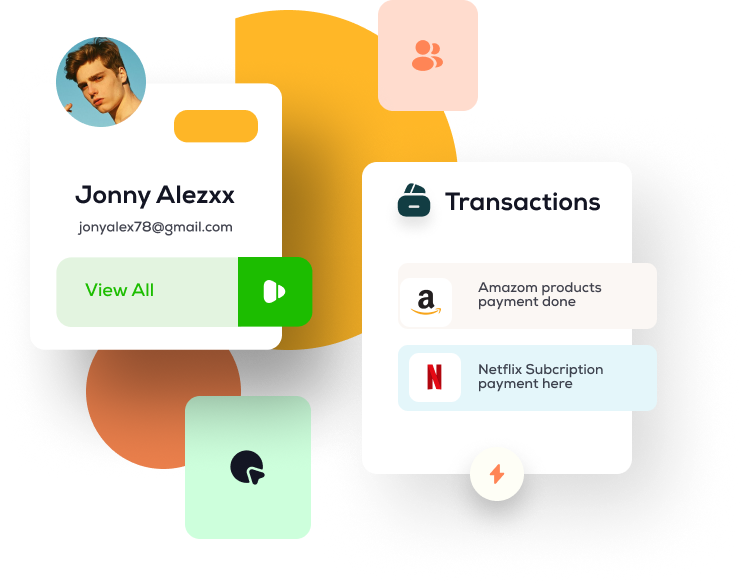 Jonny Alezxx
jonyalex78@gmail.com
View All
Transactions
a
Amazom products
payment done
N
Netflix Subcription
payment here